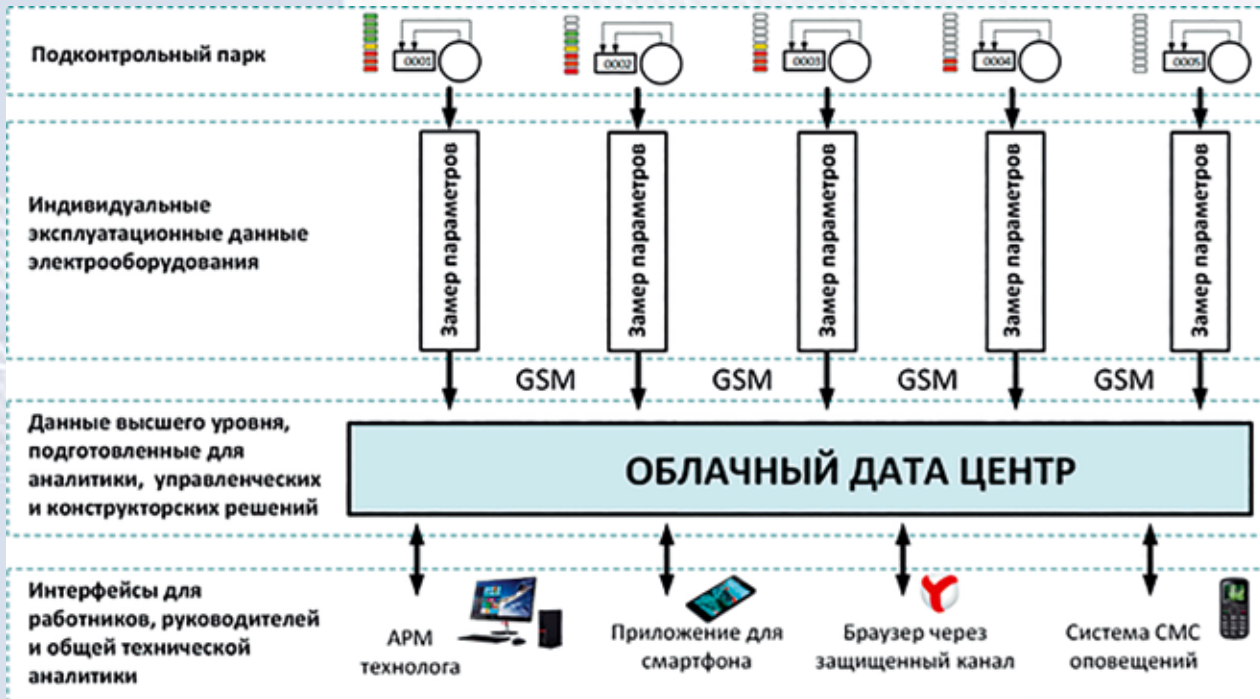 Подконтрольный парк
0001
0002
0003
0004
0005
Индивидуальные
эксплуатационные данные
электрооборудования
Замер параметров
Замер параметров
Замер параметров
Замер параметров
Замер параметров
GSM
GSM
GSM
GSM
Данные высшего уровня,
подготовленные для
аналитики, управленческих
и конструкторских решений
ОБЛАЧНЫЙ ДАТА ЦЕНТР
Интерфейсы для
работников, руководителей
и общей технической
аналитики
АРМ
технолога
Приложение для
смартфона
Браузер через
защищенный канал
Система СМС
оповещений